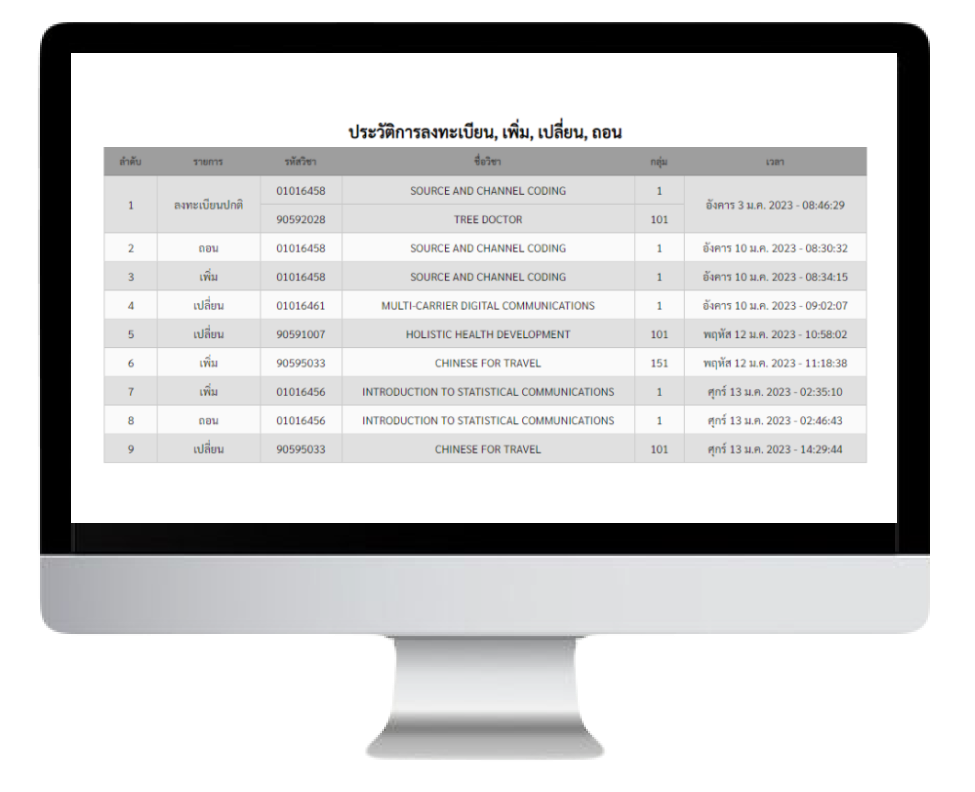 ประวัติการลงทะเบียน, เพิ่ม, เปลี่ยน, ถอน
ลำดับ รายการ รหัสวิชา ชื่อวิชา กลุ่ม เวลา
1 ลงทะเบียนปกติ 01016458 SOURCE AND CHANNEL CODING 1 อังคาร 3 ม.ค. 2023 - 08:46:29
90592028 TREE DOCTOR 101
2 ถอน 01016458 SOURCE AND CHANNEL CODING 1 อังคาร 10 ม.ค. 2023 - 08:30:32
3 เพิ่ม 01016458 SOURCE AND CHANNEL CODING 1 อังคาร 10 ม.ค. 2023 - 08:34:15
4 เปลี่ยน 01016461 MULTI-CARRIER DIGITAL COMMUNICATIONS 1 อังคาร 10 ม.ค. 2023 - 09:02:07
5 เปลี่ยน 90591007 HOLISTIC HEALTH DEVELOPMENT 101 พฤหัส 12 ม.ค. 2023 - 10:58:02
6 เพิ่ม 90595033 CHINESE FOR TRAVEL 151 พฤหัส 12 ม.ค. 2023 - 11:18:38
7 เพิ่ม 01016456 INTRODUCTION TO STATISTICAL COMMUNICATIONS 1 ศุกร์ 13 ม.ค. 2023 - 02:35:10
8 ถอน 01016456 INTRODUCTION TO STATISTICAL COMMUNICATIONS 1 ศุกร์ 13 ม.ค. 2023 - 02:46:43
9 เปลี่ยน 90595033 CHINESE FOR TRAVEL 101 ศุกร์ 13 ม.ค. 2023 - 14:29:44